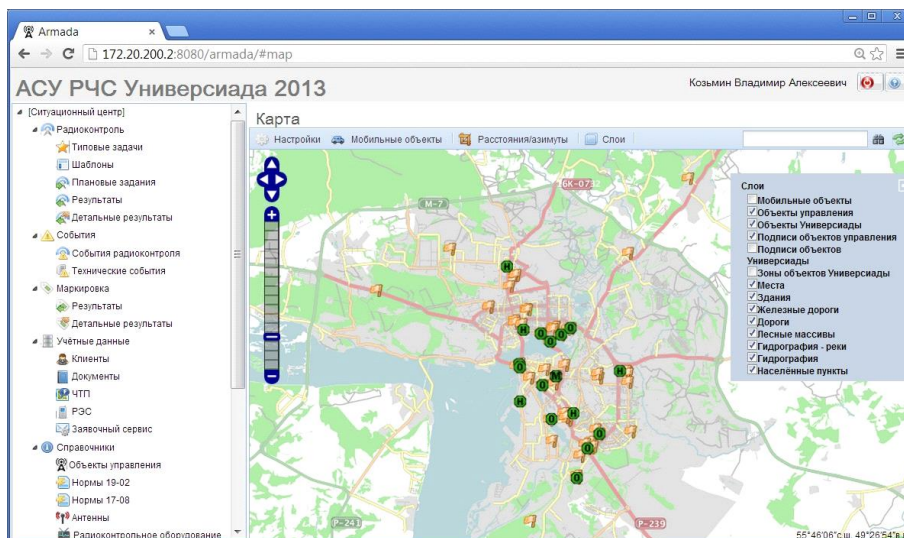 Armada
172.20.200.2:8080/armada/#map
АСУ РЧС Универсиада 2013
Козьмин Владимир Алексеевич
[Ситуационный центр]
Радиоконтроль
Типовые задачи
Шаблоны
Плановые задания
Результаты
Детальные результаты
События
События радиоконтроля
Технические события
Маркировка
Результаты
Детальные результаты
Учётные данные
Клиенты
Документы
ЧТП
РЭС
Заявочный сервис
Справочники
Объекты управления
Нормы 19-02
Нормы 17-08
Антенны
Радиоконтрольное оборудование
Карта
Настройки Мобильные объекты Расстояния/азимуты Слои
Слои
Мобильные объекты
Объекты управления
Объекты Универсиады
Подписи объектов управления
Подписи объектов
Универсиады
Зоны объектов Универсиады
Места
Здания
Железные дороги
Дороги
Лесные массивы
Гидрография - реки
Гидрография
Населённые пункты
6К-0732
М-7
Н
Н О О О
О
О
М
О
Н
Н
О Н
О
О
О
Р-241
Р-239
55°46'06"с.ш. 49°26'54"в.